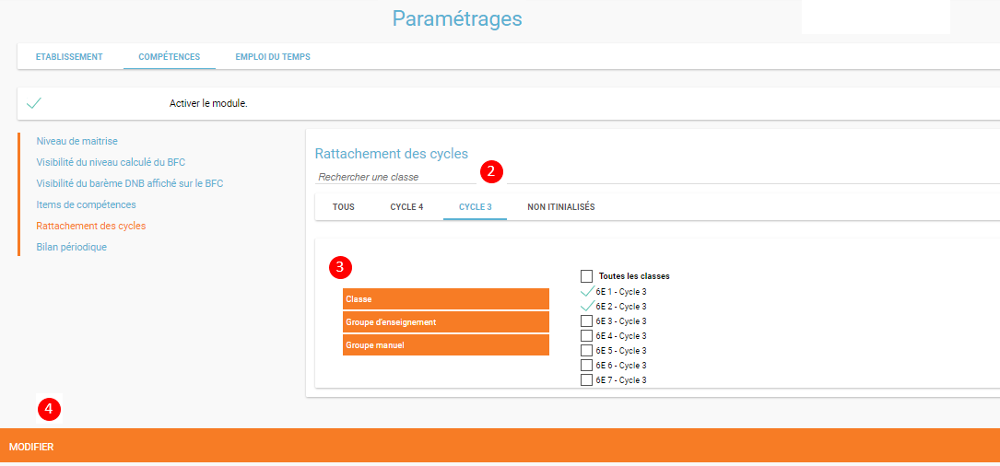 Paramétrages
ETABLISSEMENT COMPÉTENCES EMPLOI DU TEMPS
Activer le module.
Niveau de maitrise
Visibilité du niveau calculé du BFC
Visibilité du barème DNB affiché sur le BFC
Items de compétences
Rattachement des cycles
Bilan périodique
Rattachement des cycles
Rechercher une classe
2
TOUS CYCLE 4 CYCLE 3 NON ITINIALISÉS
3
Classe
Groupe d'enseignement
Groupe manuel
Toutes les classes
6E 1 - Cycle 3
6E 2 - Cycle 3
6E 3 - Cycle 3
6E 4 - Cycle 3
6E 5 - Cycle 3
6E 6 - Cycle 3
6E 7 - Cycle 3
4
MODIFIER